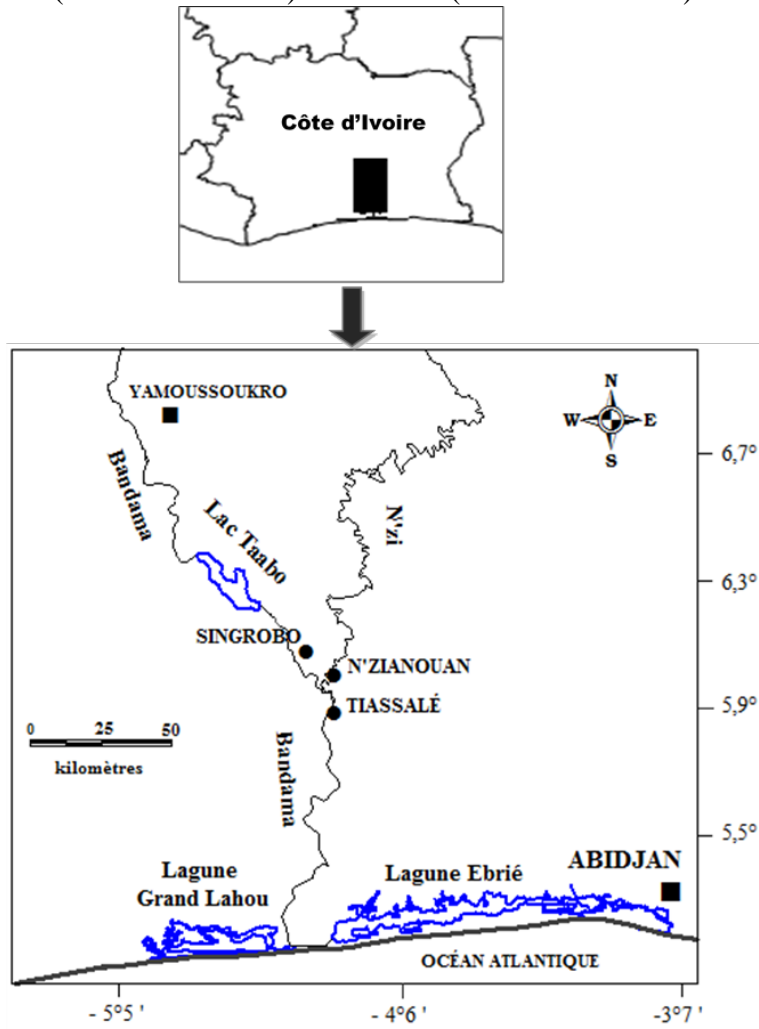 Côte d'Ivoire
YAMOUSSOUKRO
N
W E
S
6,7°
Bandama
N'zi
Lac Taabo
6,3°
SINGROBO
N'ZIANOUAN
TIASSALÉ
5,9°
0 25 50
kilomètres
Bandama
5,5°
ABIDJAN
Lagune
Grand Lahou
Lagune Ebrié
OCÉAN ATLANTIQUE
- 5°5 ' - 4°6 ' -3°7 '